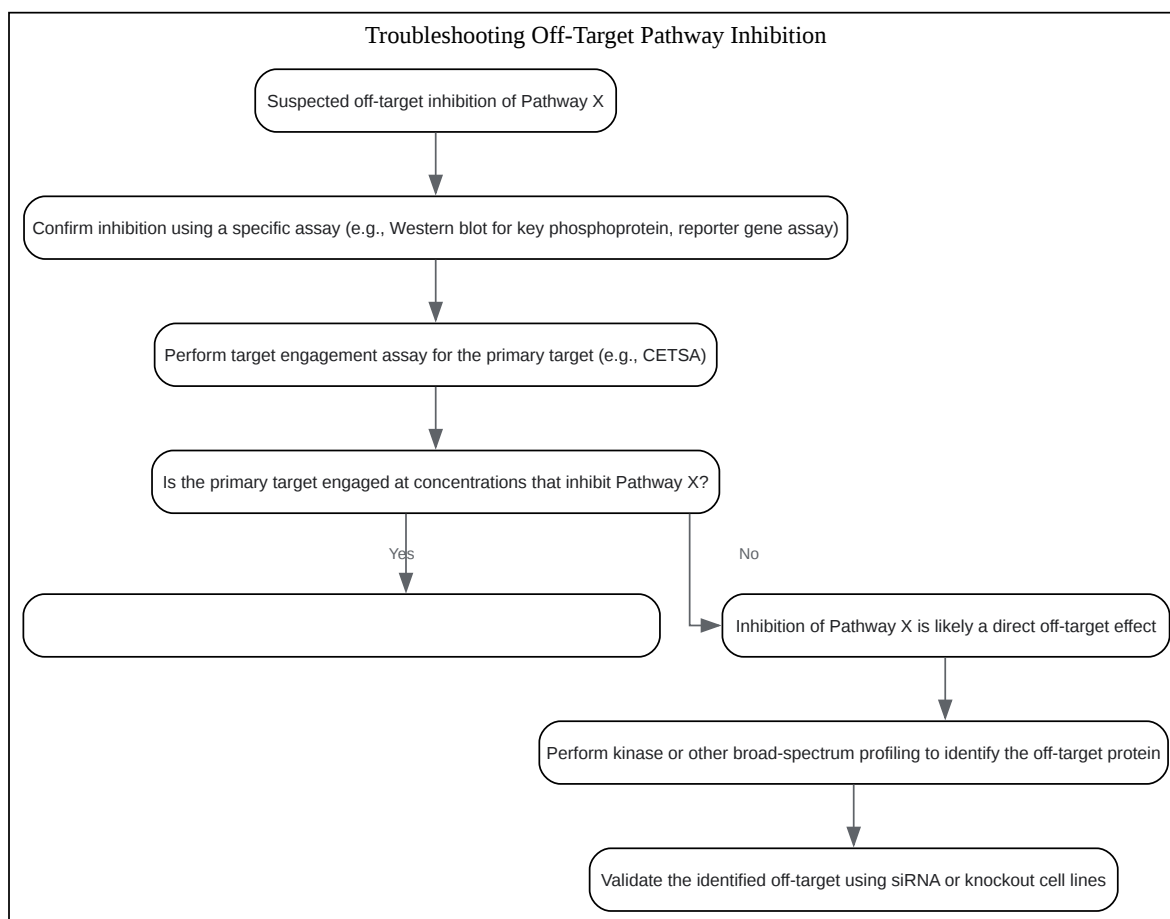 Troubleshooting Off-Target Pathway Inhibition
Suspected off-target inhibition of Pathway X
Confirm inhibition using a specific assay (e.g., Western blot for key phosphoprotein, reporter gene assay)
Perform target engagement assay for the primary target (e.g., CETSA)
Is the primary target engaged at concentrations that inhibit Pathway X?
Yes
No
Inhibition of Pathway X is likely a direct off-target effect
Perform kinase or other broad-spectrum profiling to identify the off-target protein
Validate the identified off-target using siRNA or knockout cell lines